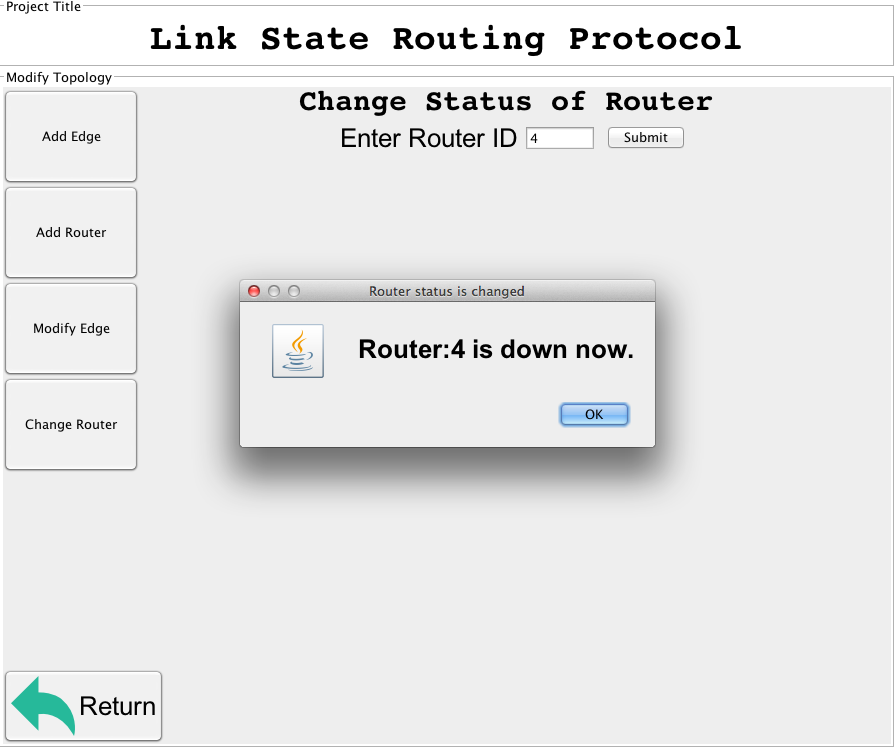 Project Title
Link State Routing Protocol
Modify Topology
Change Status of Router
Enter Router ID 4 Submit
Add Edge
Add Router
Modify Edge
Change Router
Router status is changed
Router:4 is down now.
OK
Return